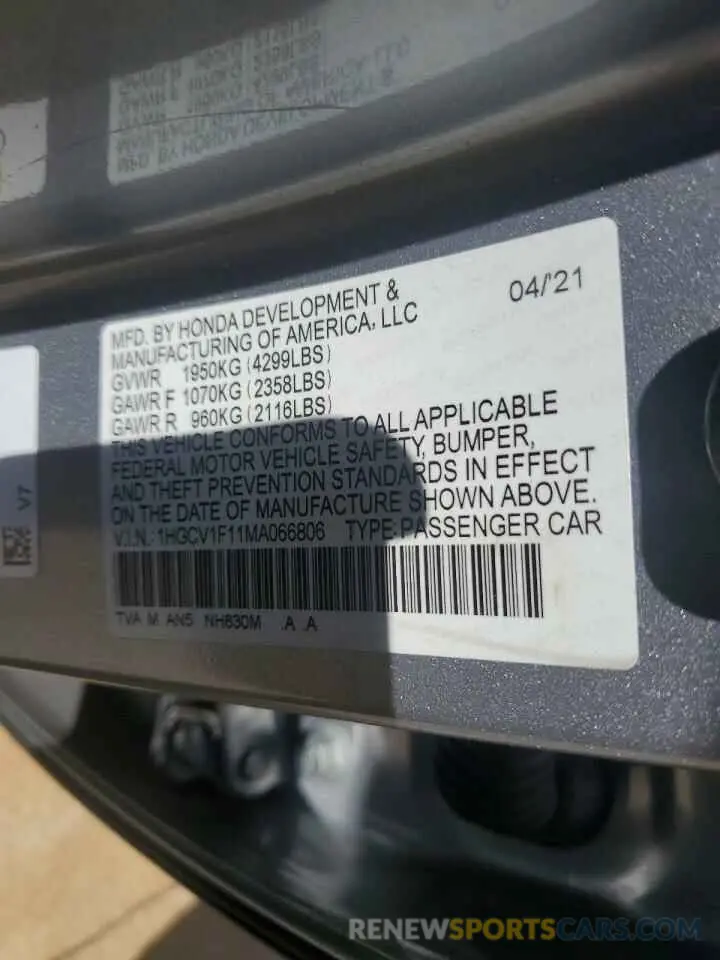 04/'21
MFD. BY HONDA DEVELOPMENT &
MANUFACTURING OF AMERICA, LLC
GVWR 1950KG (4299LBS)
GAWR F 1070KG (2358LBS)
GAWR R 960KG (2116LBS)
THIS VEHICLE CONFORMS TO ALL APPLICABLE
FEDERAL MOTOR VEHICLE SAFETY, BUMPER,
AND THEFT PREVENTION STANDARDS IN EFFECT
ON THE DATE OF MANUFACTURE SHOWN ABOVE.
V.I.N.: 1HGCV1F11MA066806 TYPE: PASSENGER CAR
TVA M AN5 NH830M .A .A
V7
RENEWSPORTSCARS.COM